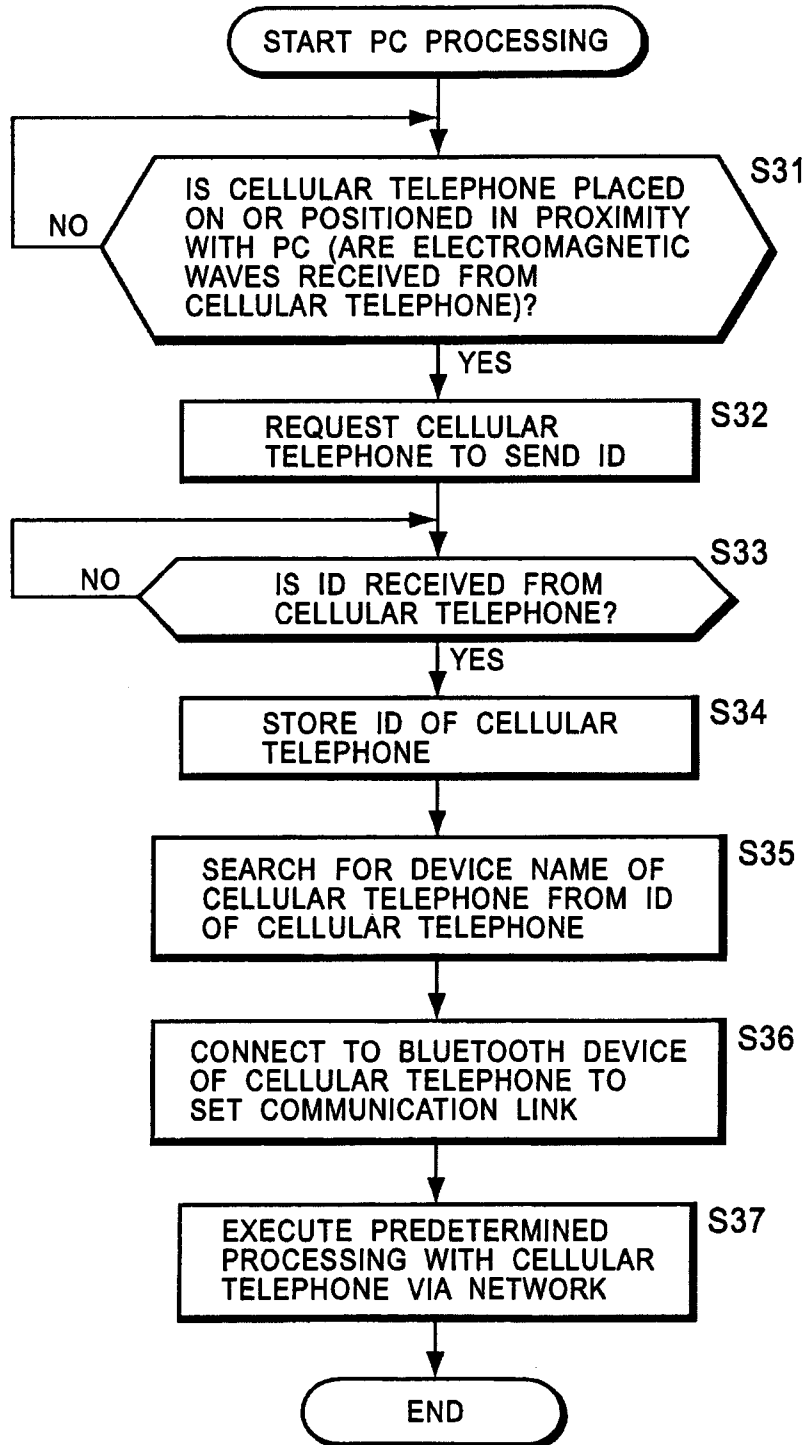 START PC PROCESSING
S31
IS CELLULAR TELEPHONE PLACED
ON OR POSITIONED IN PROXIMITY
WITH PC (ARE ELECTROMAGNETIC
WAVES RECEIVED FROM
CELLULAR TELEPHONE)?
NO
YES
S32
REQUEST CELLULAR
TELEPHONE TO SEND ID
S33
IS ID RECEIVED FROM
CELLULAR TELEPHONE?
NO
YES
S34
STORE ID OF CELLULAR
TELEPHONE
S35
SEARCH FOR DEVICE NAME OF
CELLULAR TELEPHONE FROM ID
OF CELLULAR TELEPHONE
S36
CONNECT TO BLUETOOTH DEVICE
OF CELLULAR TELEPHONE TO
SET COMMUNICATION LINK
S37
EXECUTE PREDETERMINED
PROCESSING WITH CELLULAR
TELEPHONE VIA NETWORK
END